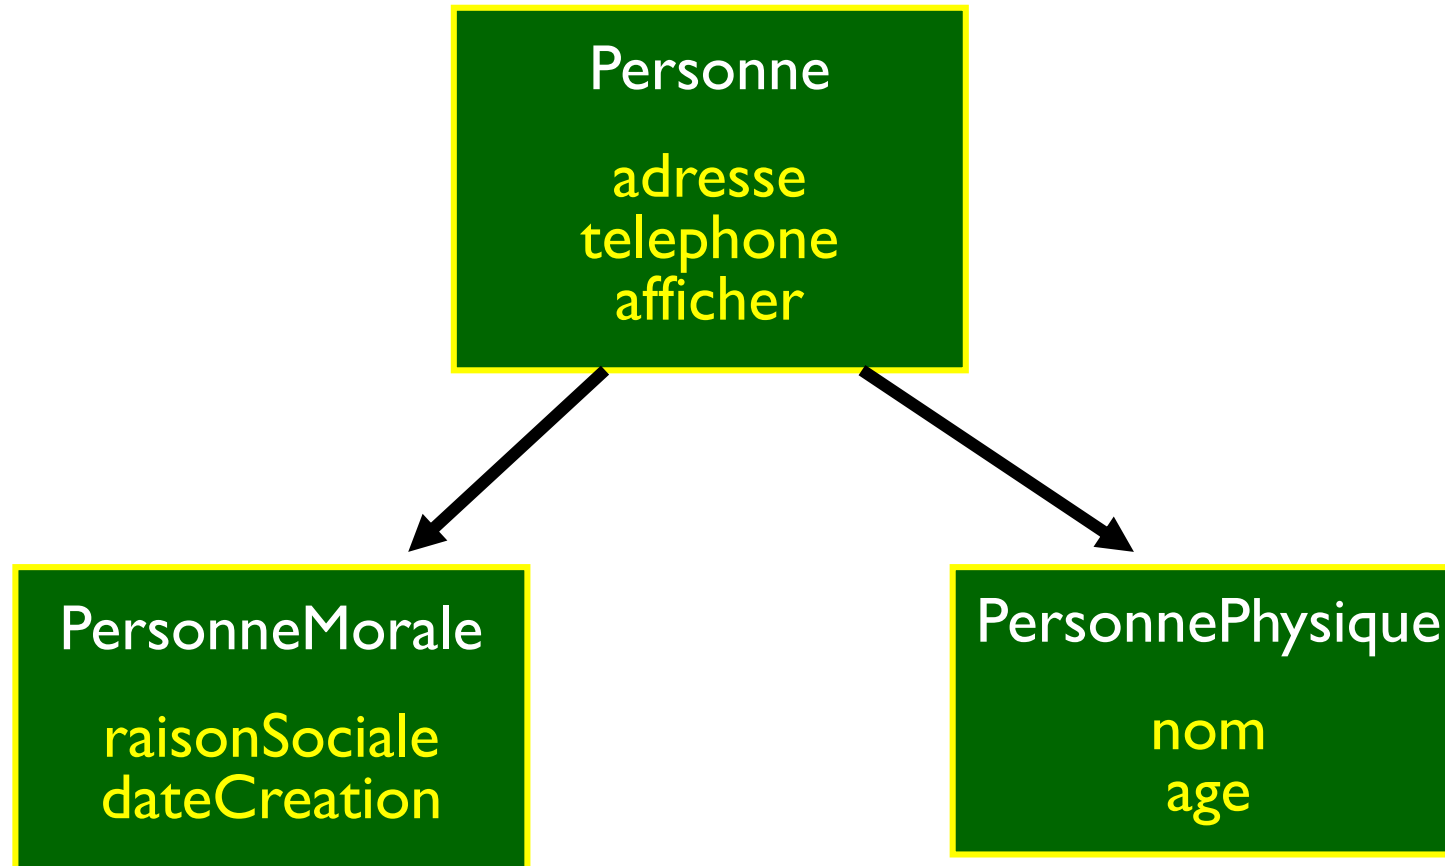 Personne
adresse
telephone
afficher
PersonneMorale
raisonSociale
dateCreation
PersonnePhysique
nom
age